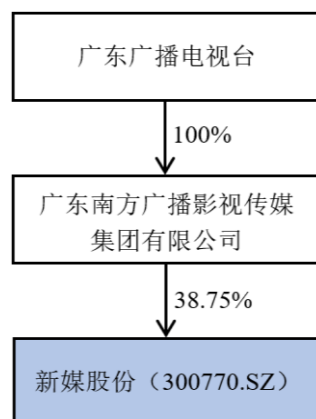 广东广播电视台
100%
广东南方广播影视传媒
集团有限公司
38.75%
新媒股份（300770.SZ）